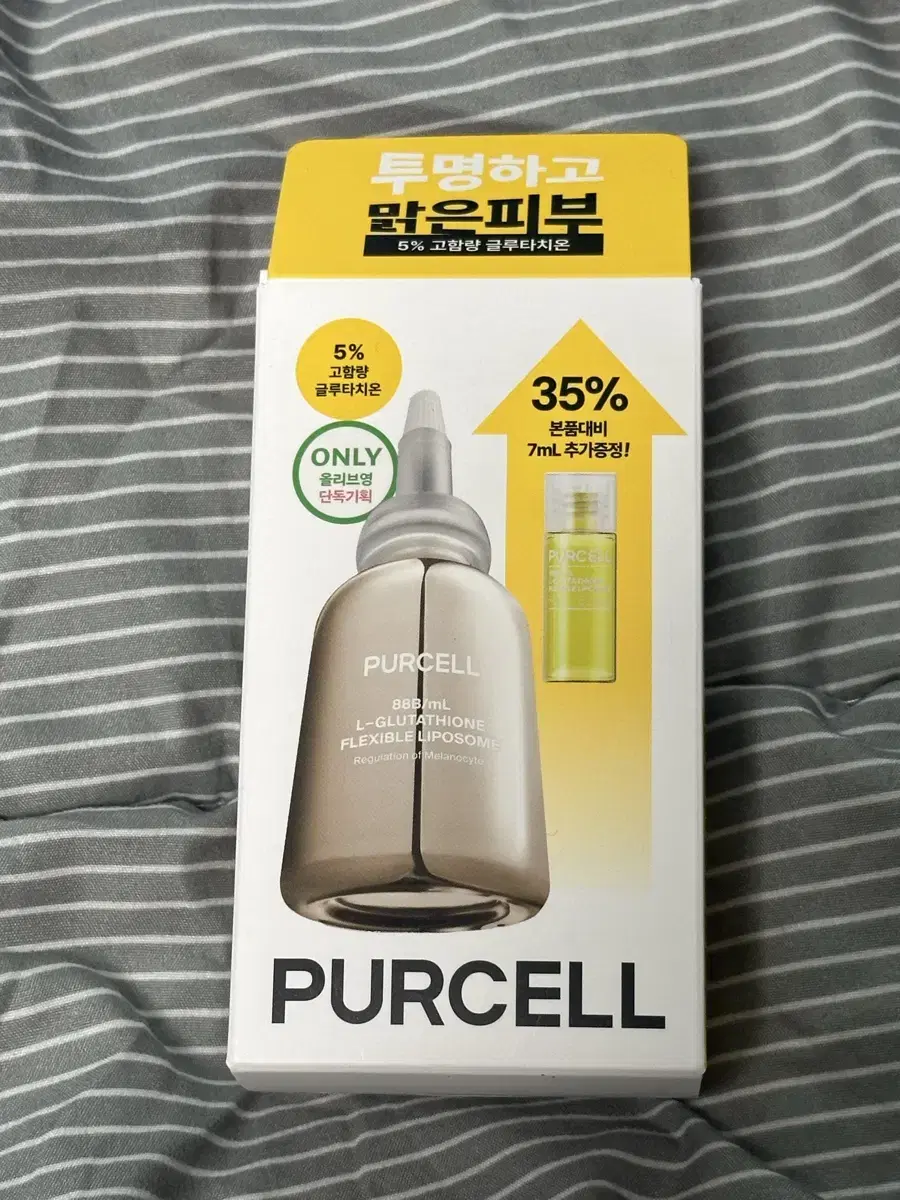 투명하고
맑은피부
5% 고함량 글루타치온
5%
고함량
글루타치온
ONLY
올리브영
단독기획
35%
본품대비
7mL 추가증정!
PURCELL
PURCELL
88B/mL
L-GLUTATHIONE
FLEXIBLE LIPOSOME
Regulation of Melanocyte
PURCELL